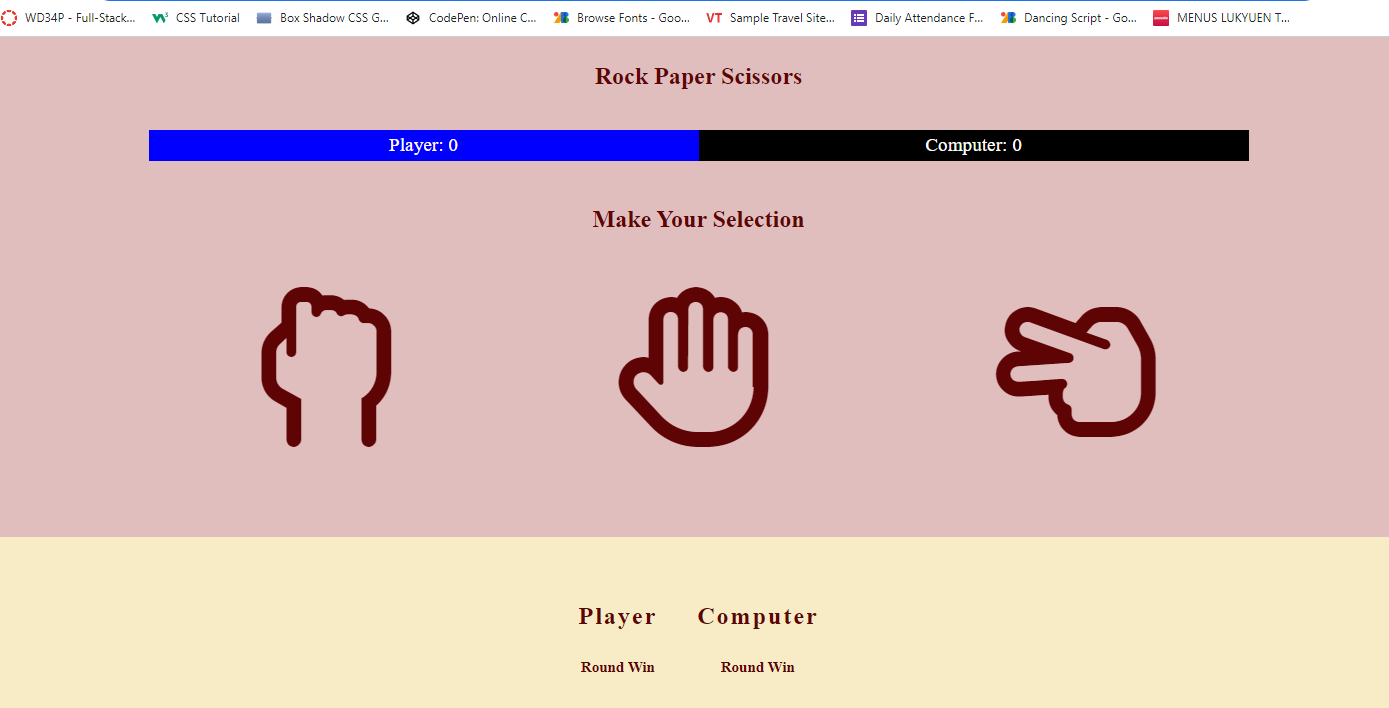 WD34P - Full-Stack... CSS Tutorial Box Shadow CSS G... CodePen: Online C... Browse Fonts - Goo... VT Sample Travel Site... Daily Attendance F... Dancing Script - Go... MENUS LUKYUEN T...
Rock Paper Scissors
Player: 0 Computer: 0
Make Your Selection
Player Computer
Round Win Round Win